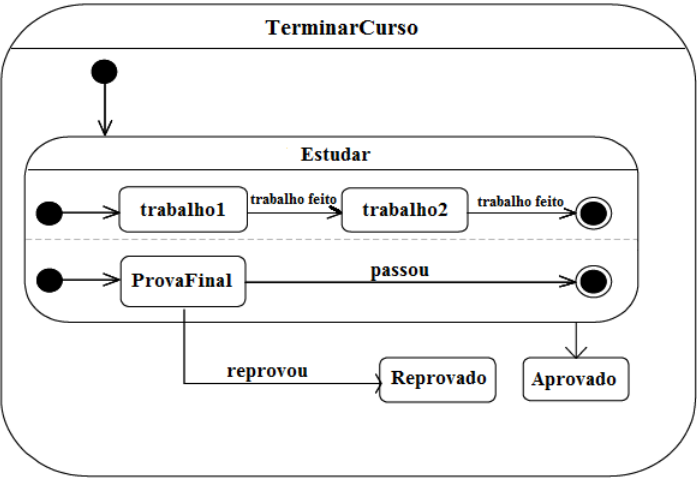 TerminarCurso
Estudar
trabalho1
trabalho feito
trabalho2
trabalho feito
ProvaFinal
passou
reprovou
Reprovado
Aprovado